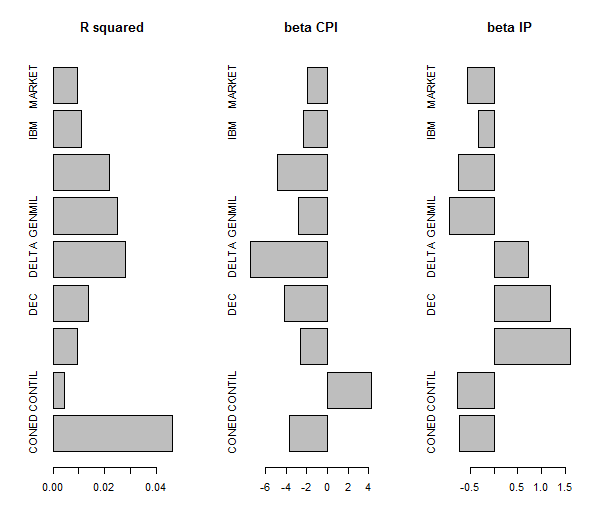 R squared
MARKET
IBM
GENMIL
DELTA
DEC
CONTIL
CONED
0.00 0.02 0.04
beta CPI
MARKET
IBM
GENMIL
DELTA
DEC
CONTIL
CONED
-6 -4 -2 0 2 4
beta IP
MARKET
IBM
GENMIL
DELTA
DEC
CONTIL
CONED
-0.5 0.5 1.0 1.5